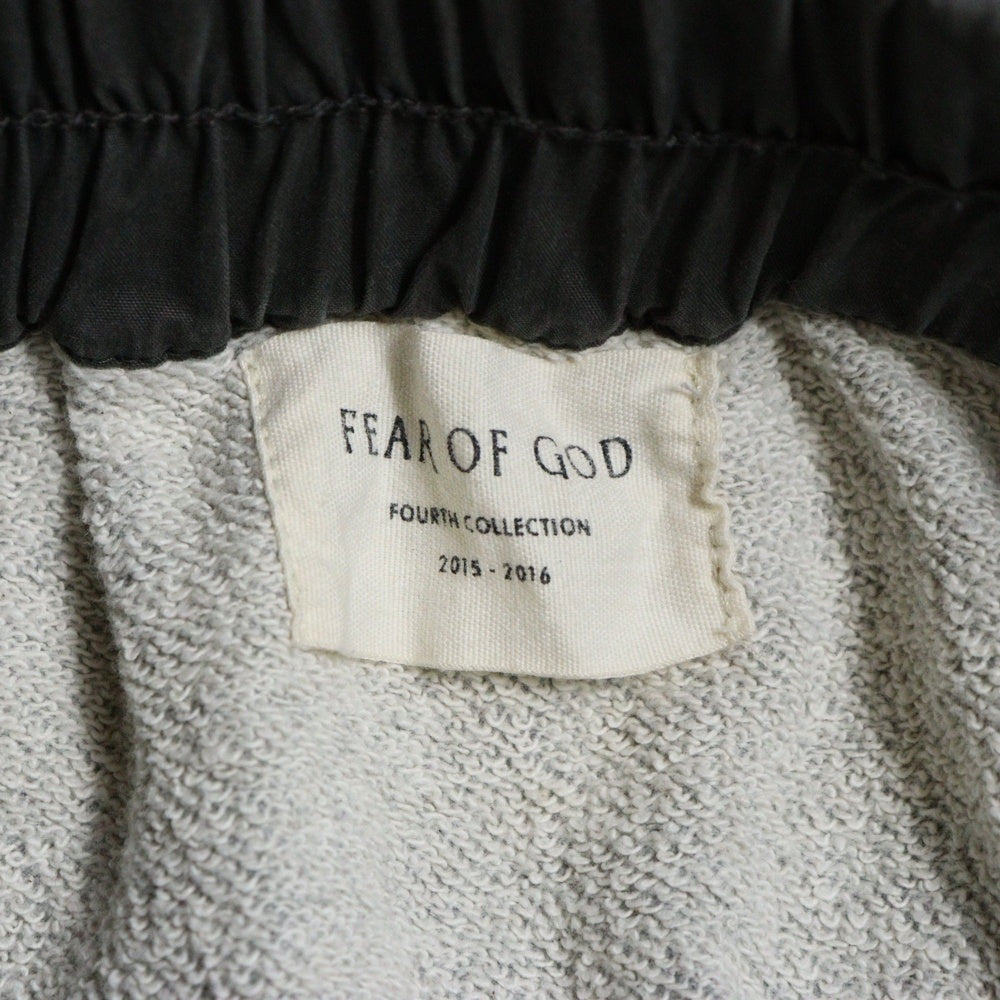 FEAR OF GOD
FOURTH COLLECTION
2015 - 2016